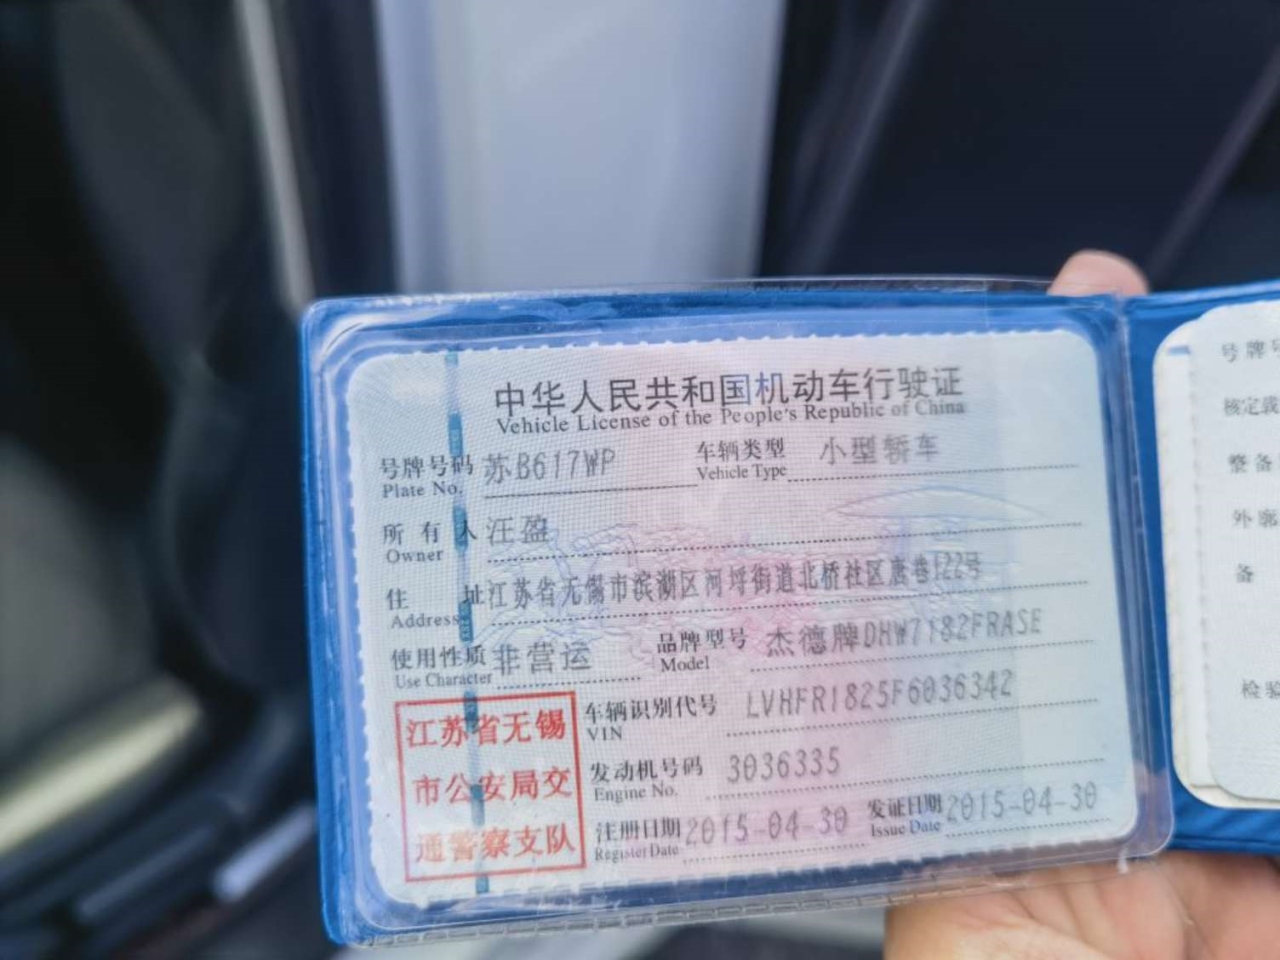 中华人民共和国机动车行驶证
Vehicle License of the People's Republic of China
号牌号码 苏B617WP 车辆类型 小型轿车
Plate No. Vehicle Type
所有人 汪盈
Owner
住址 江苏省无锡市滨湖区河埒街道北桥社区唐巷122号
Address
使用性质 非营运 品牌型号 杰德牌DHW7182FRASE
Use Character Model
车辆识别代号 LVHFR1825F6036342
VIN
发动机号码 3036335
Engine No.
注册日期 2015-04-30 发证日期 2015-04-30
Register Date Issue Date
江苏省无锡
市公安局交
通警察支队
号牌号
核定载
整备
外廓
备
检验